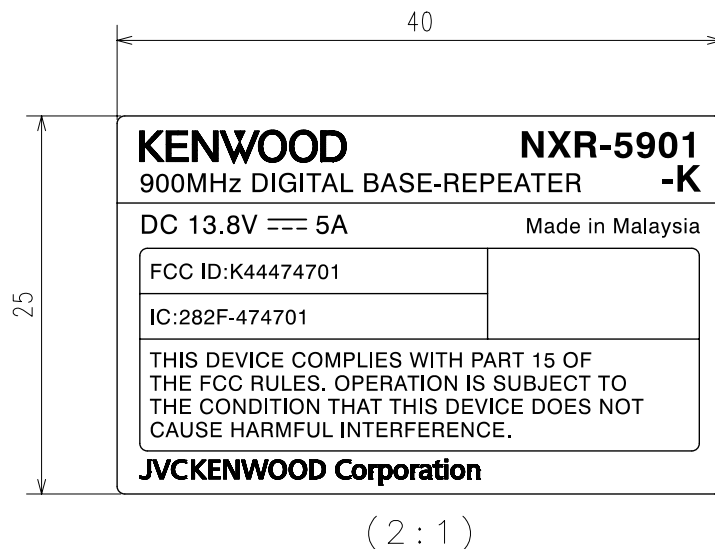 40
KENWOOD NXR-5901
900MHz DIGITAL BASE-REPEATER -K
DC 13.8V ⎓ 5A Made in Malaysia
25
FCC ID:K44474701
IC:282F-474701
THIS DEVICE COMPLIES WITH PART 15 OF
THE FCC RULES. OPERATION IS SUBJECT TO
THE CONDITION THAT THIS DEVICE DOES NOT
CAUSE HARMFUL INTERFERENCE.
JVCKENWOOD Corporation
(2:1)